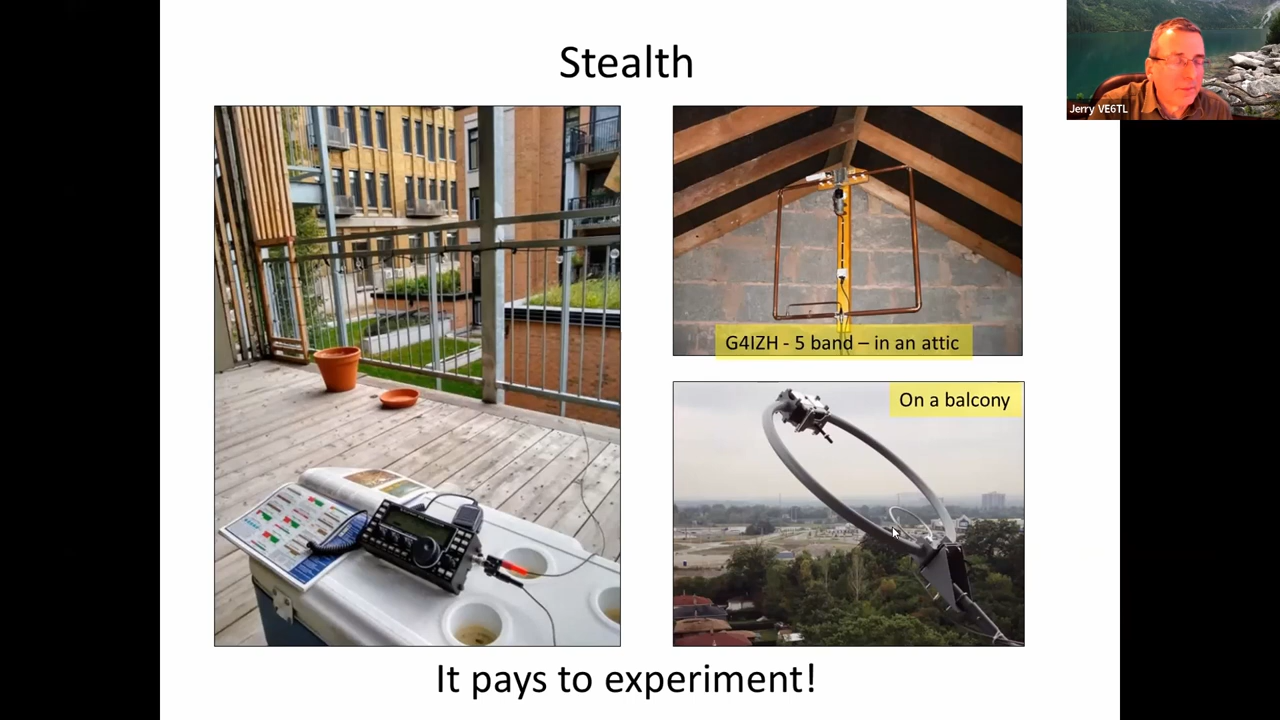 Stealth
Jerry VE6TL
G4IZH - 5 band – in an attic
On a balcony
It pays to experiment!